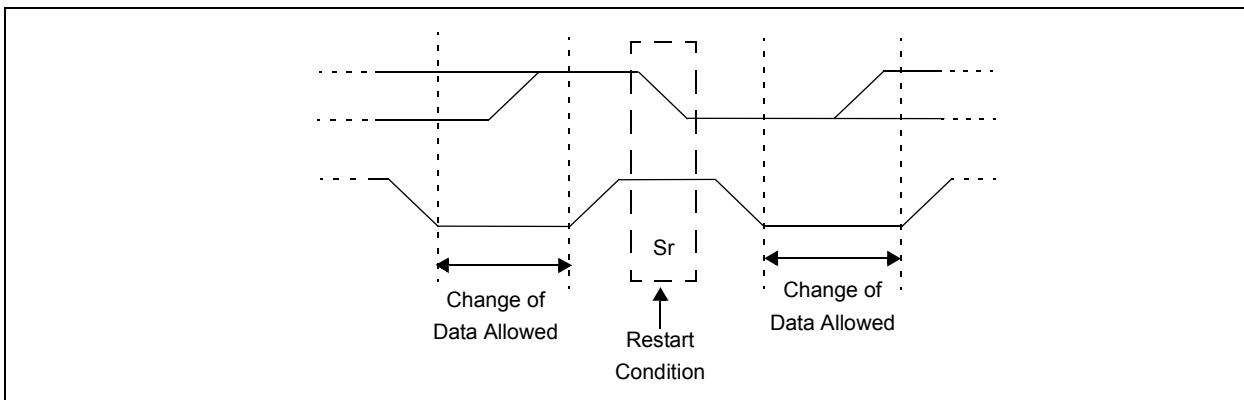 Sr
Change of
Data Allowed
Restart
Condition
Change of
Data Allowed